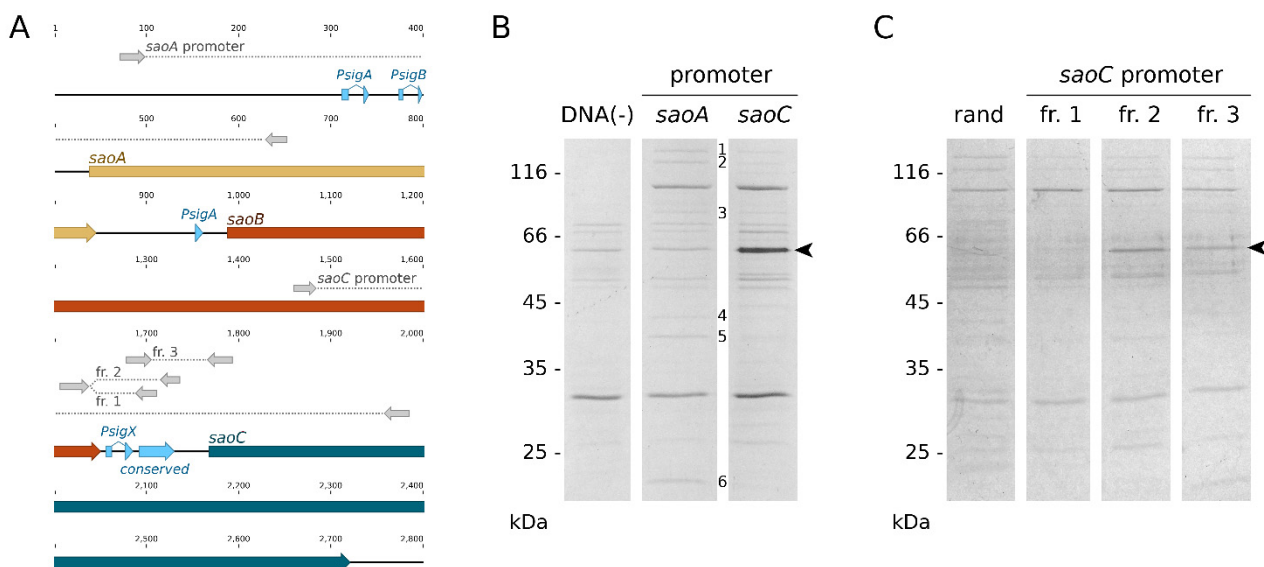 A
1 100 200 300 400
saoA promoter
PsigA PsigB
400 500 600 700 800
saoA
900 1,000 1,100 1,200
PsigA saoB
1,300 1,400 1,500 1,600
saoC promoter
1,700 1,800 1,900 2,000
fr. 3
fr. 2
fr. 1
PsigX saoC
conserved
2,100 2,200 2,300 2,400
2,500 2,600 2,700 2,800
B
promoter
DNA(-) saoA saoC
116 -
66 -
45 -
35 -
25 -
kDa
1
2
3
4
5
6
C
saoC promoter
rand fr. 1 fr. 2 fr. 3
116 -
66 -
45 -
35 -
25 -
kDa